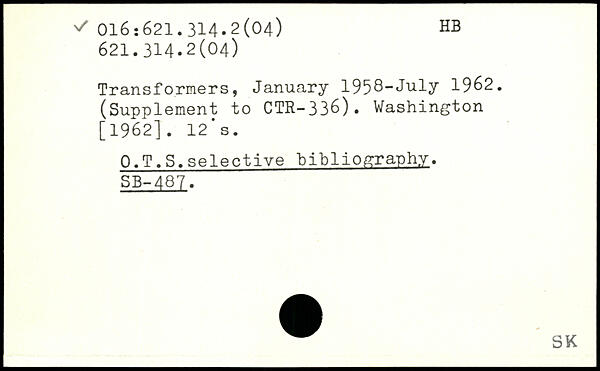 ✓ 016:621.314.2(04) HB
621.314.2(04)
Transformers, January 1958-July 1962.
(Supplement to CTR-336). Washington
[1962]. 12 s.
O.T.S.selective bibliography.
SB-487.
SK